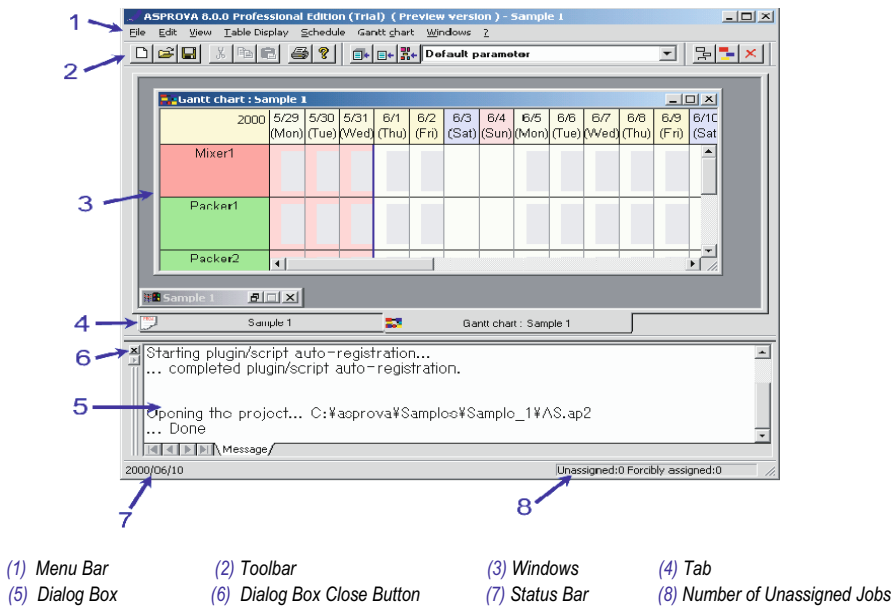 ASPROVA 8.0.0 Professional Edition (Trial) ( Preview version ) - Sample 1
1
File Edit View Table Display Schedule Gantt chart Windows ?
2
Default parameter
Gantt chart : Sample 1
2000 5/29 5/30 5/31 6/1 6/2 6/3 6/4 6/5 6/6 6/7 6/8 6/9 6/10
(Mon) (Tue) (Wed) (Thu) (Fri) (Sat) (Sun) (Mon) (Tue) (Wed) (Thu) (Fri) (Sat
Mixer1
3
Packer1
Packer2
Sample 1
4
Sample 1 Gantt chart : Sample 1
6
Starting plugin/script auto-registration...
... completed plugin/script auto-registration.
5
Opening the project... C:¥asprova¥Samples¥Sample_1¥AS.ap2
... Done
Message
2000/06/10 Unassigned:0 Forcibly assigned:0
7
8
(1) Menu Bar (2) Toolbar (3) Windows (4) Tab
(5) Dialog Box (6) Dialog Box Close Button (7) Status Bar (8) Number of Unassigned Jobs